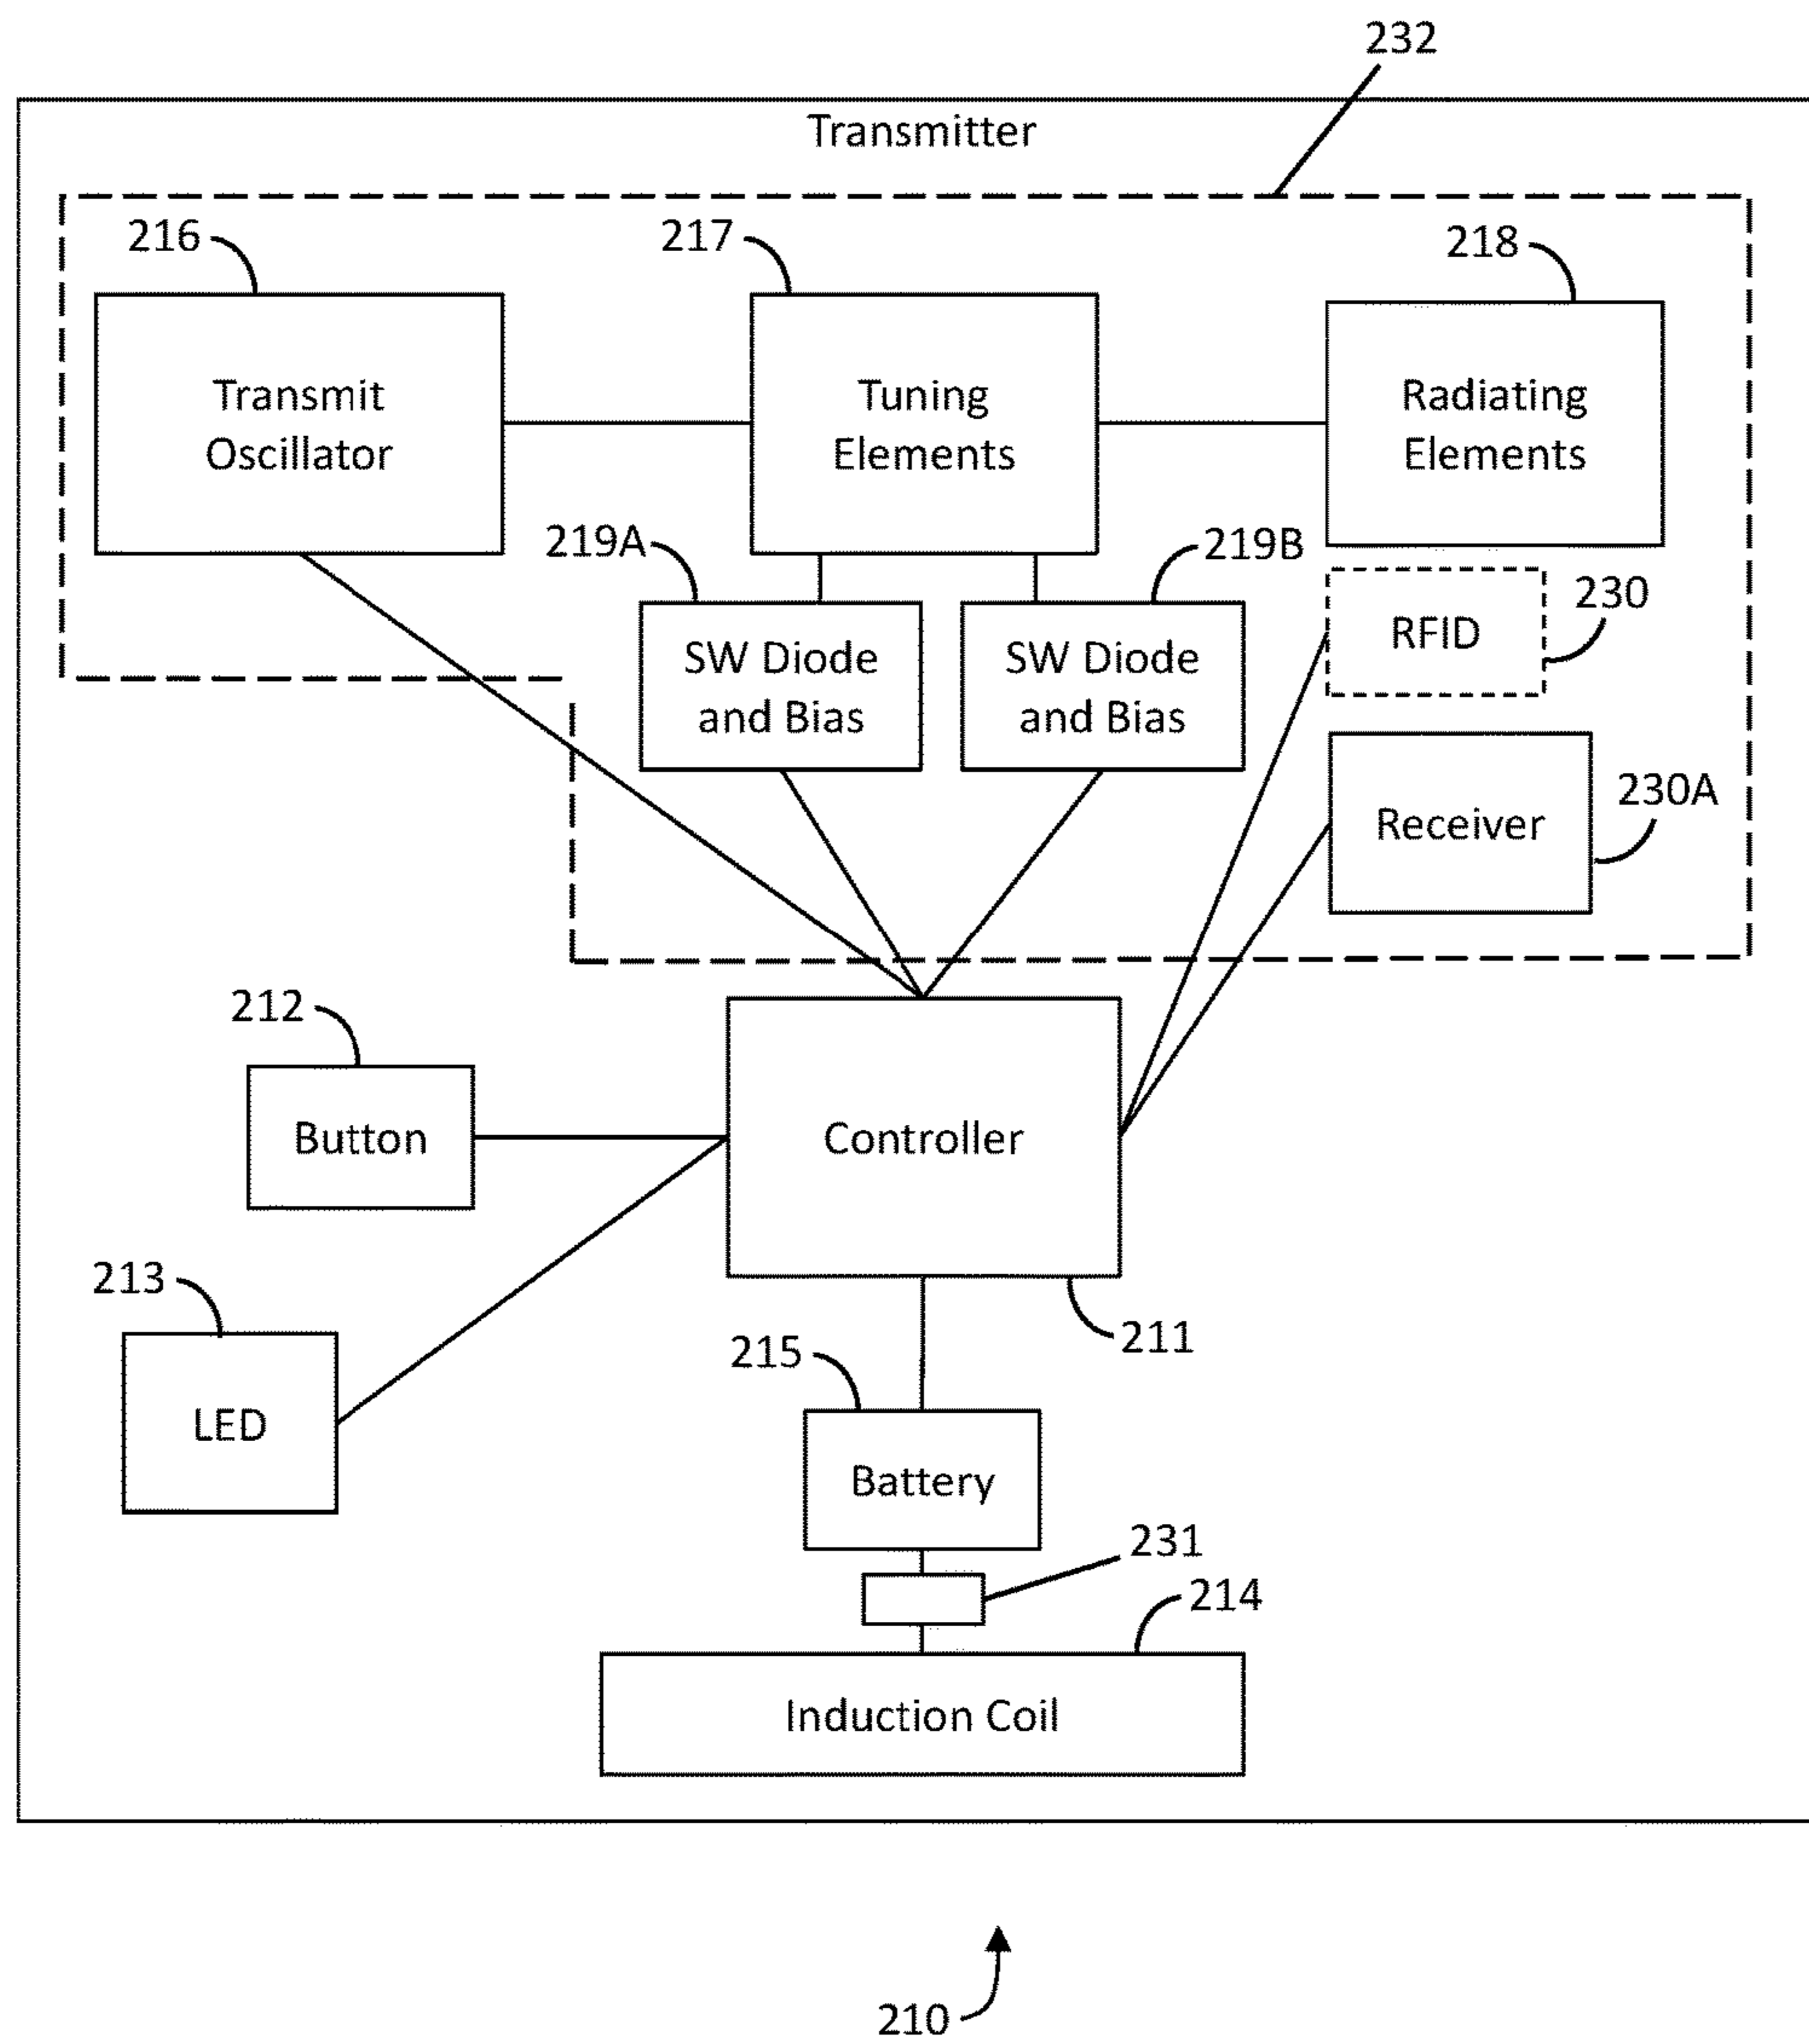 232
Transmitter
216
217
218
Transmit
Oscillator
Tuning
Elements
Radiating
Elements
219A
219B
230
SW Diode
and Bias
SW Diode
and Bias
RFID
230A
Receiver
212
Button
Controller
213
211
LED
215
Battery
231
214
Induction Coil
210